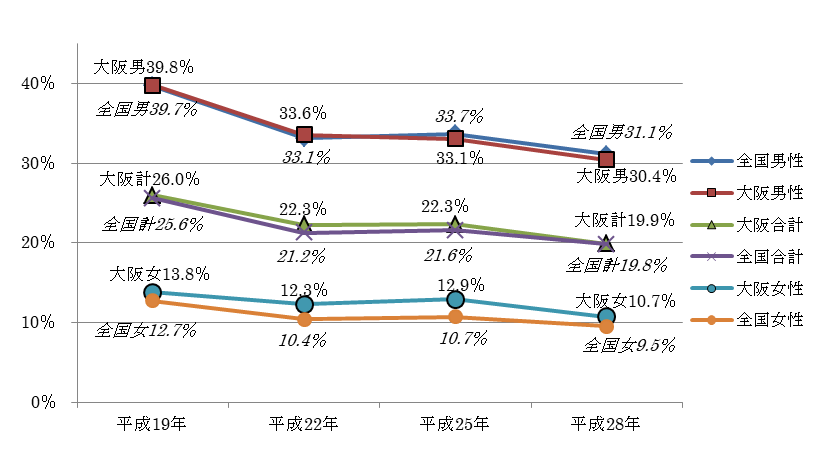 40%
30%
20%
10%
0%
大阪男39.8%
全国男39.7%
33.6%
33.1%
33.7%
33.1%
全国男31.1%
大阪男30.4%
大阪計26.0%
全国計25.6%
22.3%
21.2%
22.3%
21.6%
大阪計19.9%
全国計19.8%
大阪女13.8%
全国女12.7%
12.3%
10.4%
12.9%
10.7%
大阪女10.7%
全国女9.5%
平成19年
平成22年
平成25年
平成28年
全国男性
大阪男性
大阪合計
全国合計
大阪女性
全国女性